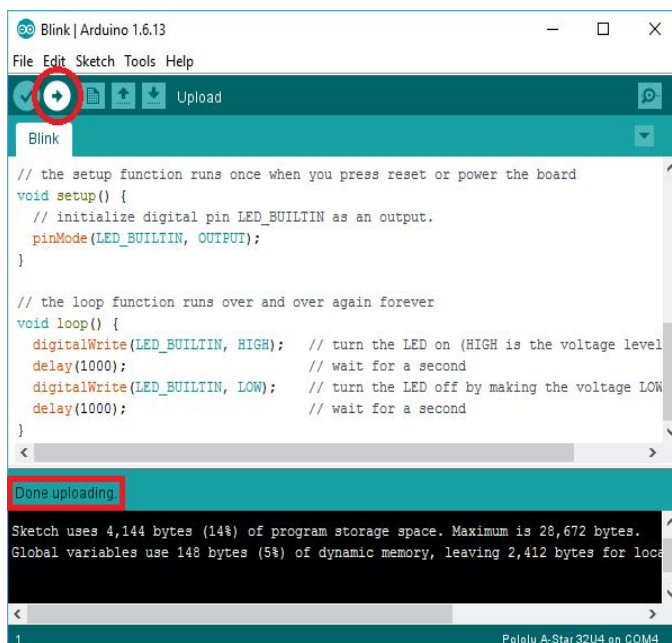 Blink | Arduino 1.6.13
File Edit Sketch Tools Help
Upload
Blink
// the setup function runs once when you press reset or power the board
void setup() {
  // initialize digital pin LED_BUILTIN as an output.
  pinMode(LED_BUILTIN, OUTPUT);
}
// the loop function runs over and over again forever
void loop() {
  digitalWrite(LED_BUILTIN, HIGH);   // turn the LED on (HIGH is the voltage level
  delay(1000);                       // wait for a second
  digitalWrite(LED_BUILTIN, LOW);    // turn the LED off by making the voltage LOW
  delay(1000);                       // wait for a second
}
Done uploading.
Sketch uses 4,144 bytes (14%) of program storage space. Maximum is 28,672 bytes.
Global variables use 148 bytes (5%) of dynamic memory, leaving 2,412 bytes for loca
1 Pololu A-Star 32U4 on COM4